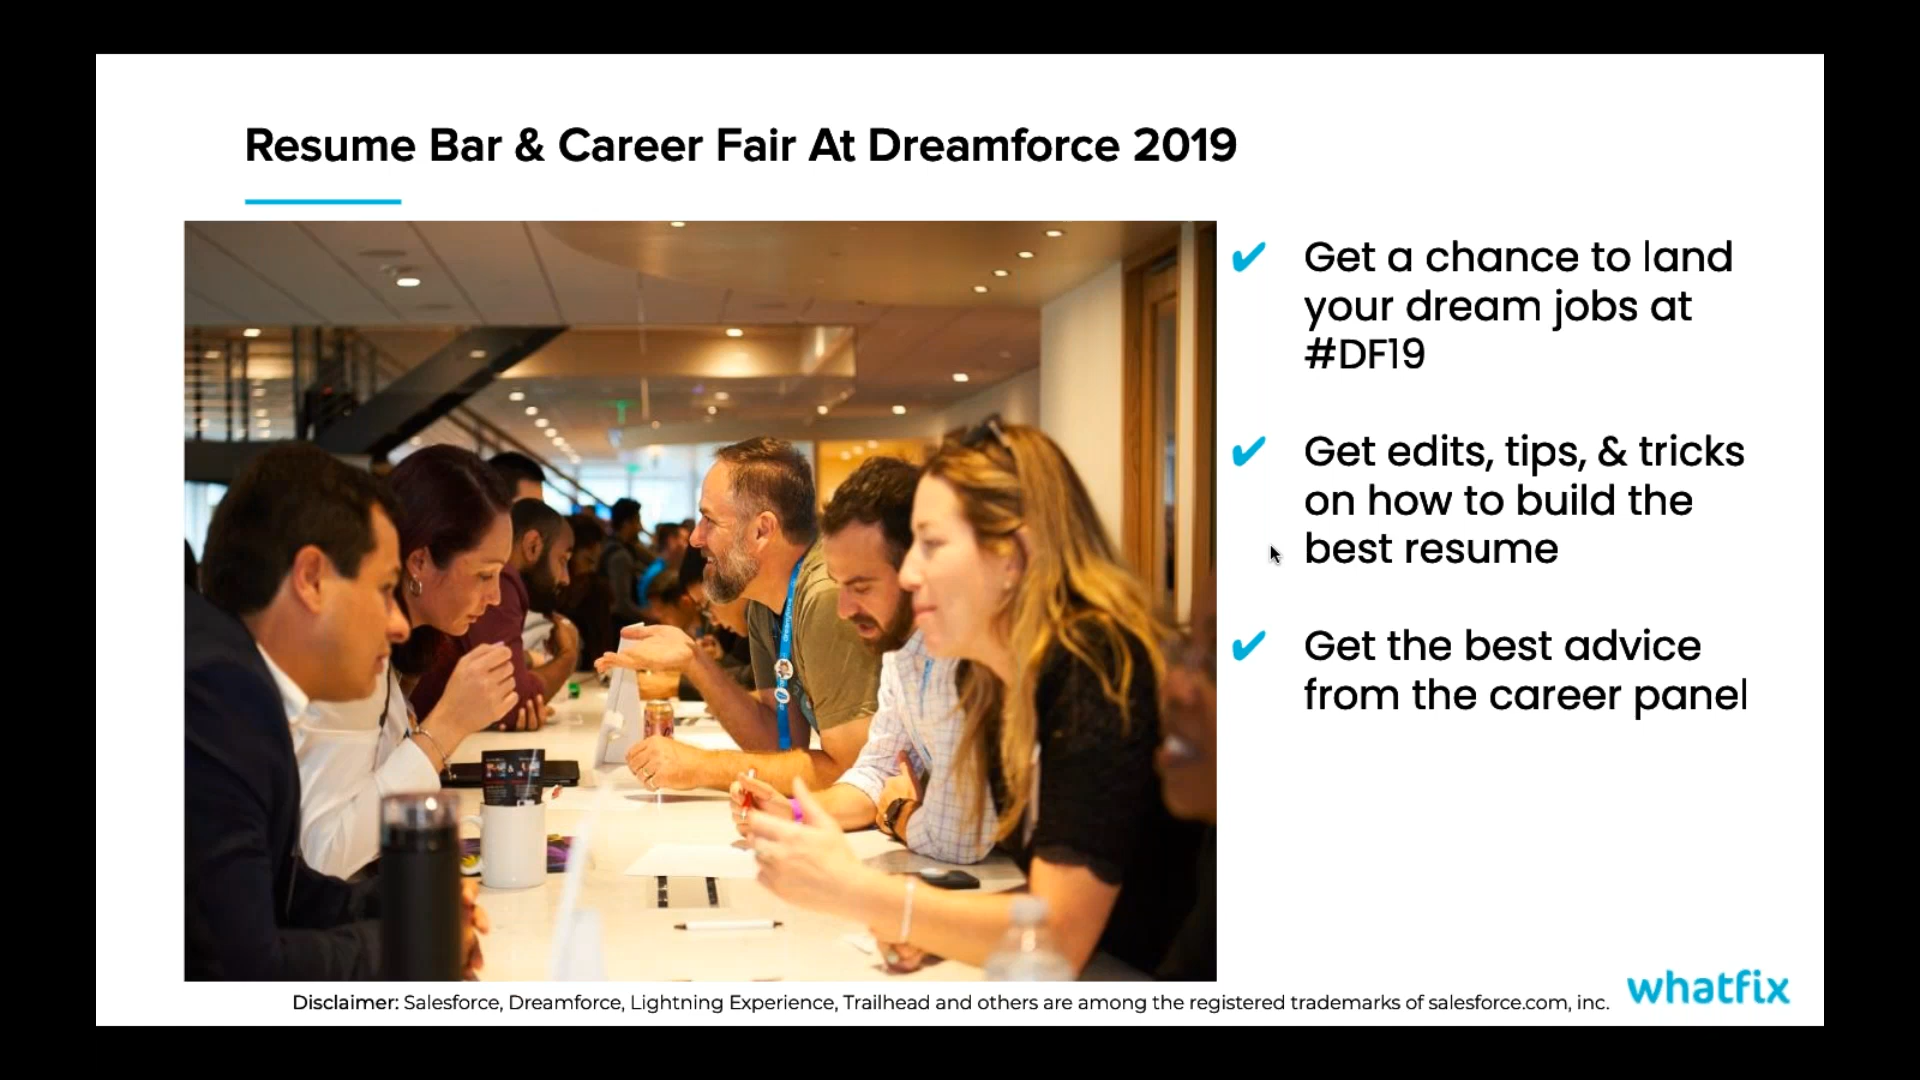 Resume Bar & Career Fair At Dreamforce 2019
✔ Get a chance to land
your dream jobs at
#DF19
✔ Get edits, tips, & tricks
on how to build the
best resume
✔ Get the best advice
from the career panel
Disclaimer: Salesforce, Dreamforce, Lightning Experience, Trailhead and others are among the registered trademarks of salesforce.com, inc.
whatfix